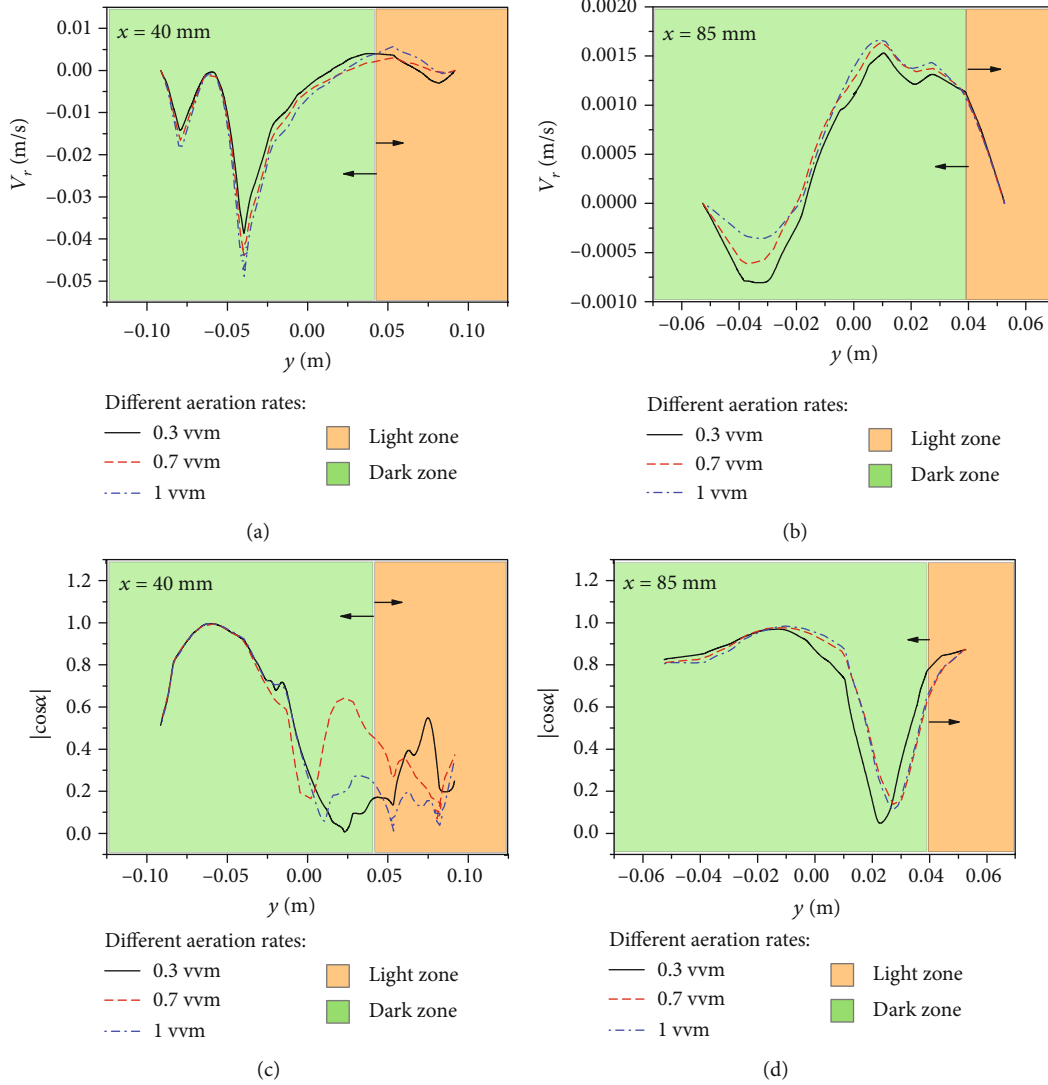 x = 40 mm
0.01
0.00
–0.01
–0.02
–0.03
–0.04
–0.05
V_r (m/s)
–0.10
–0.05
0.00
0.05
0.10
y (m)
Different aeration rates:
0.3 vvm
0.7 vvm
1 vvm
Light zone
Dark zone
(a)
x = 85 mm
0.0020
0.0015
0.0010
0.0005
0.0000
–0.0005
–0.0010
V_r (m/s)
–0.06
–0.04
–0.02
0.00
0.02
0.04
0.06
y (m)
Different aeration rates:
0.3 vvm
0.7 vvm
1 vvm
Light zone
Dark zone
(b)
x = 40 mm
1.2
1.0
0.8
0.6
0.4
0.2
0.0
|cosα|
–0.10
–0.05
0.00
0.05
0.10
y (m)
Different aeration rates:
0.3 vvm
0.7 vvm
1 vvm
Light zone
Dark zone
(c)
x = 85 mm
1.2
1.0
0.8
0.6
0.4
0.2
0.0
|cosα|
–0.06
–0.04
–0.02
0.00
0.02
0.04
0.06
y (m)
Different aeration rates:
0.3 vvm
0.7 vvm
1 vvm
Light zone
Dark zone
(d)